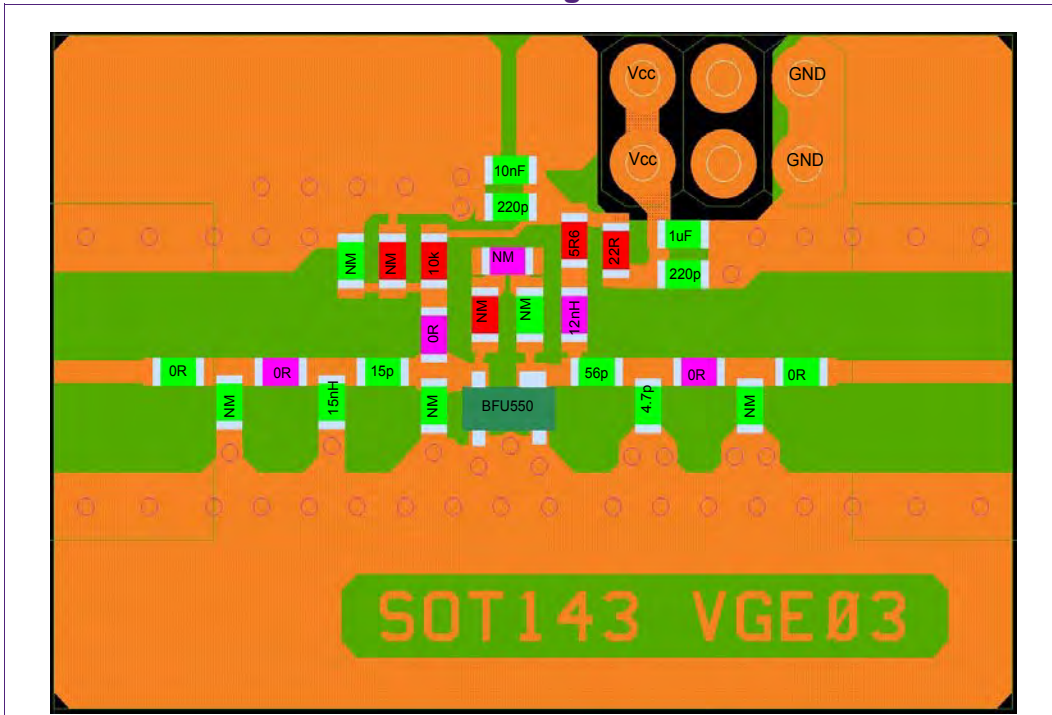 Vcc GND
Vcc GND
10nF
220p
NM NM 10k NM 5R6 22R 1uF
220p
0R NM NM 12nH
0R 0R 15p 56p 0R 0R
NM 15nH NM BFU550 4.7p NM
SOT143 VGE03